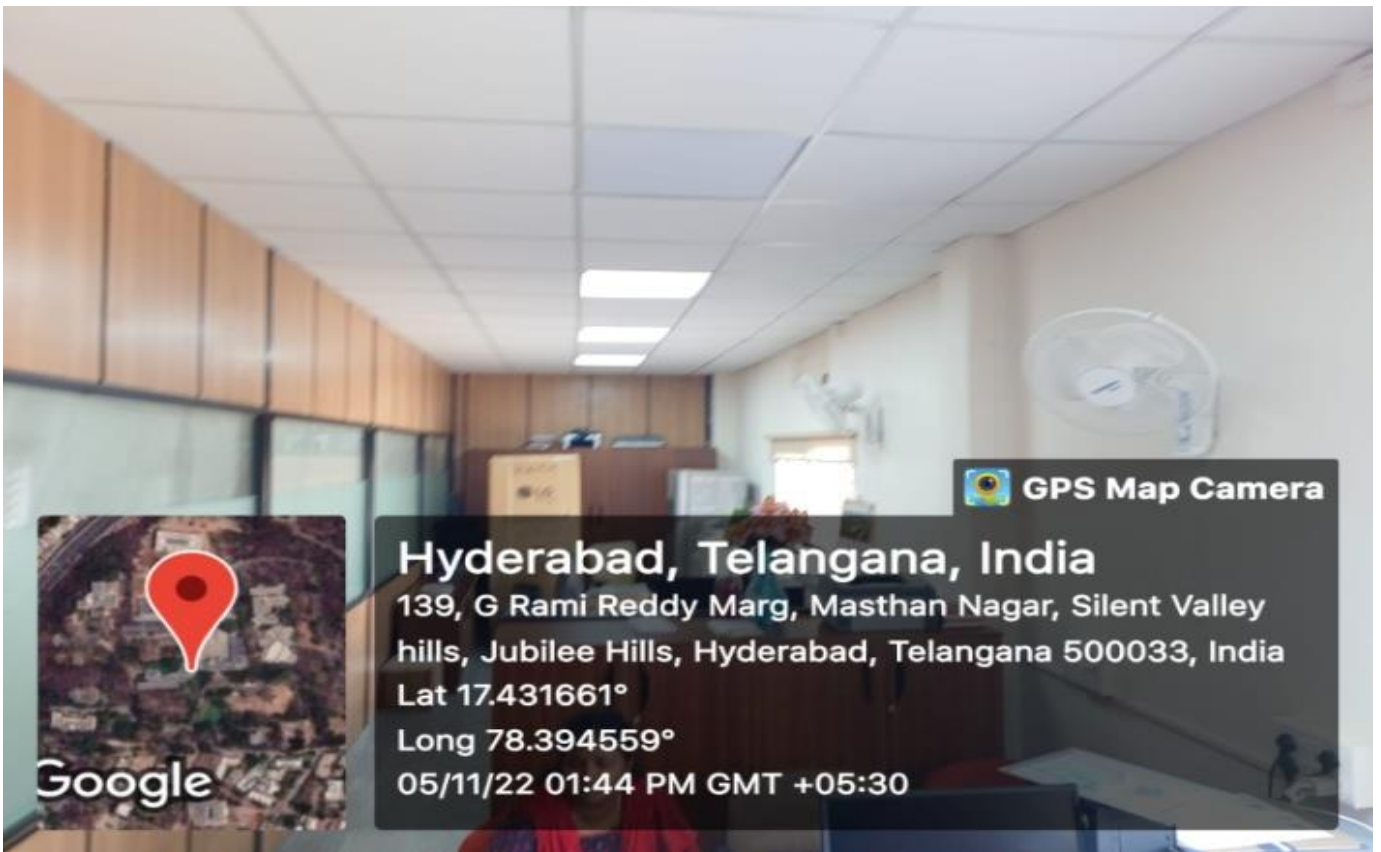 GPS Map Camera
Hyderabad, Telangana, India
139, G Rami Reddy Marg, Masthan Nagar, Silent Valley
hills, Jubilee Hills, Hyderabad, Telangana 500033, India
Lat 17.431661°
Long 78.394559°
05/11/22 01:44 PM GMT +05:30
Google